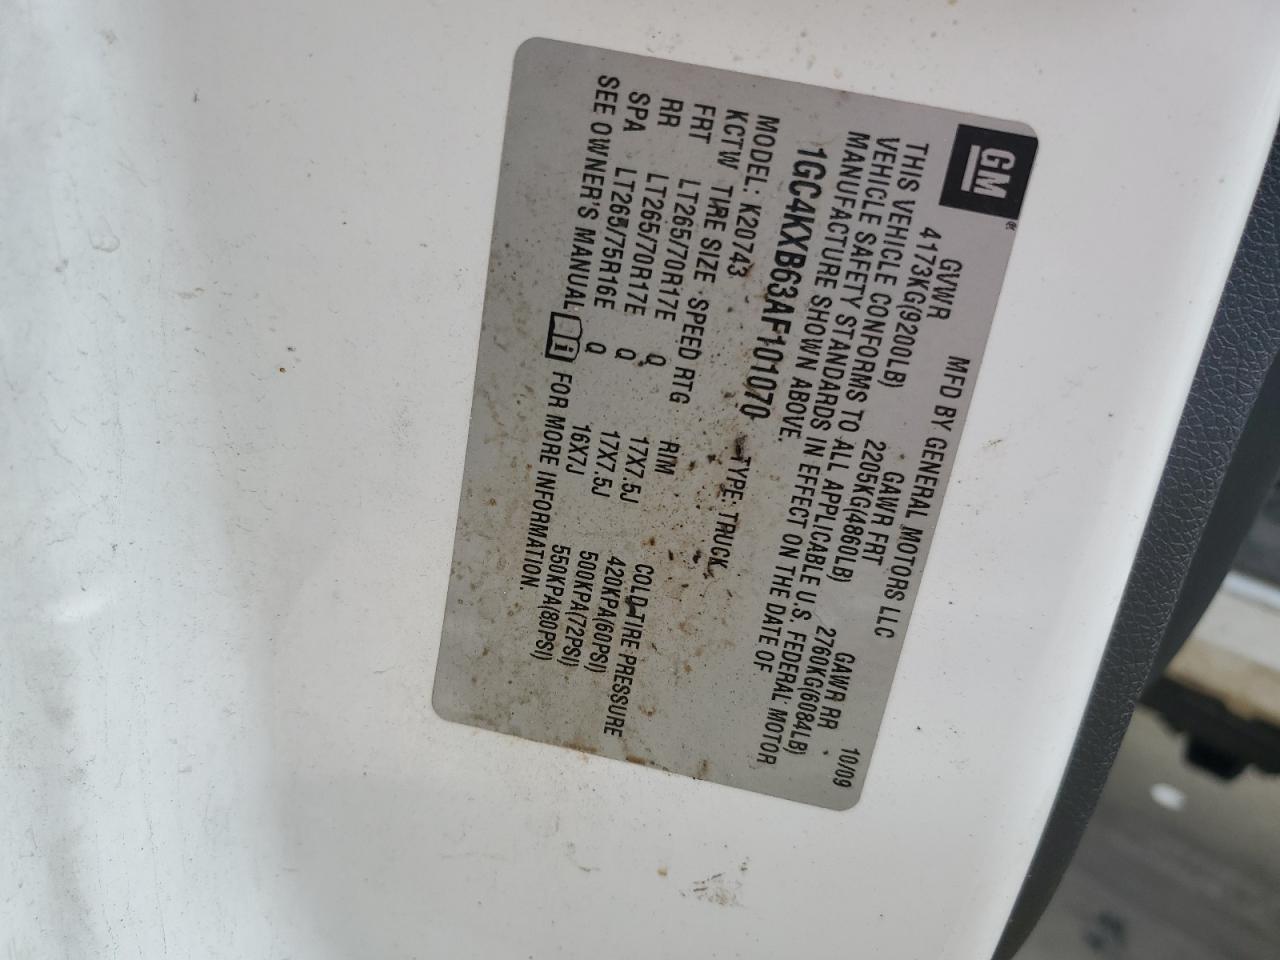 GM
MFD BY GENERAL MOTORS LLC 10/09
GVWR GAWR FRT GAWR RR
4173KG(9200LB) 2205KG(4860LB) 2760KG(6084LB)
THIS VEHICLE CONFORMS TO ALL APPLICABLE U.S. FEDERAL MOTOR
VEHICLE SAFETY STANDARDS IN EFFECT ON THE DATE OF
MANUFACTURE SHOWN ABOVE.
1GC4KXB63AF101070 TYPE: TRUCK
MODEL: K20743
KCTW TIRE SIZE SPEED RTG RIM COLD TIRE PRESSURE
FRT LT265/70R17E Q 17X7.5J 420KPA(60PSI)
RR LT265/70R17E Q 17X7.5J 500KPA(72PSI)
SPA LT265/75R16E Q 16X7J 550KPA(80PSI)
SEE OWNER'S MANUAL i FOR MORE INFORMATION.